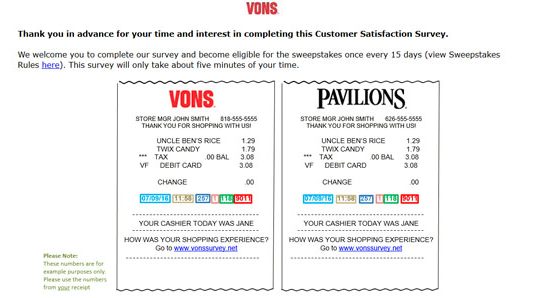 VONS
Thank you in advance for your time and interest in completing this Customer Satisfaction Survey.
We welcome you to complete our survey and become eligible for the sweepstakes once every 15 days (view Sweepstakes
Rules here). This survey will only take about five minutes of your time.
VONS
STORE MGR JOHN SMITH 818-555-5555
THANK YOU FOR SHOPPING WITH US!
UNCLE BEN'S RICE 1.29
TWIX CANDY 1.79
*** TAX .00 BAL 3.08
VF DEBIT CARD 3.08
CHANGE .00
07/09/16 11:58 257 1 118 9011
YOUR CASHIER TODAY WAS JANE
HOW WAS YOUR SHOPPING EXPERIENCE?
Go to www.vonssurvey.net
PAVILIONS
STORE MGR JOHN SMITH 626-555-5555
THANK YOU FOR SHOPPING WITH US!
UNCLE BEN'S RICE 1.29
TWIX CANDY 1.79
*** TAX .00 BAL 3.08
VF DEBIT CARD 3.08
CHANGE .00
07/09/16 11:58 257 1 118 9011
YOUR CASHIER TODAY WAS JANE
HOW WAS YOUR SHOPPING EXPERIENCE?
Go to www.vonssurvey.net
Please Note:
These numbers are for
example purposes only.
Please use the numbers
from your receipt